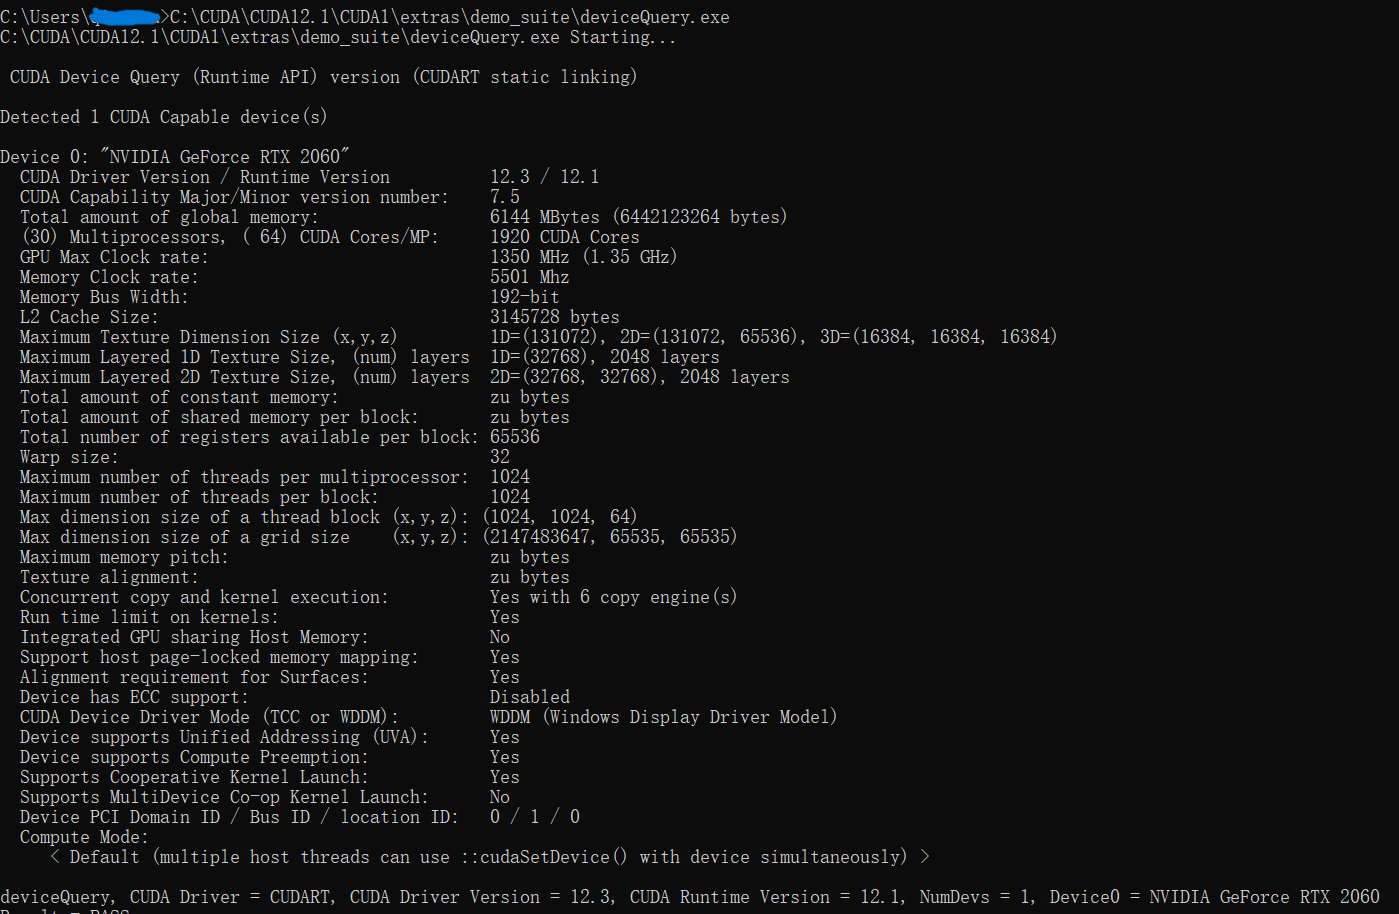 C:\Users\>C:\CUDA\CUDA12.1\CUDA1\extras\demo_suite\deviceQuery.exe
C:\CUDA\CUDA12.1\CUDA1\extras\demo_suite\deviceQuery.exe Starting...
CUDA Device Query (Runtime API) version (CUDART static linking)
Detected 1 CUDA Capable device(s)
Device 0: "NVIDIA GeForce RTX 2060"
CUDA Driver Version / Runtime Version 12.3 / 12.1
CUDA Capability Major/Minor version number: 7.5
Total amount of global memory: 6144 MBytes (6442123264 bytes)
(30) Multiprocessors, ( 64) CUDA Cores/MP: 1920 CUDA Cores
GPU Max Clock rate: 1350 MHz (1.35 GHz)
Memory Clock rate: 5501 Mhz
Memory Bus Width: 192-bit
L2 Cache Size: 3145728 bytes
Maximum Texture Dimension Size (x,y,z) 1D=(131072), 2D=(131072, 65536), 3D=(16384, 16384, 16384)
Maximum Layered 1D Texture Size, (num) layers 1D=(32768), 2048 layers
Maximum Layered 2D Texture Size, (num) layers 2D=(32768, 32768), 2048 layers
Total amount of constant memory: zu bytes
Total amount of shared memory per block: zu bytes
Total number of registers available per block: 65536
Warp size: 32
Maximum number of threads per multiprocessor: 1024
Maximum number of threads per block: 1024
Max dimension size of a thread block (x,y,z): (1024, 1024, 64)
Max dimension size of a grid size (x,y,z): (2147483647, 65535, 65535)
Maximum memory pitch: zu bytes
Texture alignment: zu bytes
Concurrent copy and kernel execution: Yes with 6 copy engine(s)
Run time limit on kernels: Yes
Integrated GPU sharing Host Memory: No
Support host page-locked memory mapping: Yes
Alignment requirement for Surfaces: Yes
Device has ECC support: Disabled
CUDA Device Driver Mode (TCC or WDDM): WDDM (Windows Display Driver Model)
Device supports Unified Addressing (UVA): Yes
Device supports Compute Preemption: Yes
Supports Cooperative Kernel Launch: Yes
Supports MultiDevice Co-op Kernel Launch: No
Device PCI Domain ID / Bus ID / location ID: 0 / 1 / 0
Compute Mode:
< Default (multiple host threads can use ::cudaSetDevice() with device simultaneously) >
deviceQuery, CUDA Driver = CUDART, CUDA Driver Version = 12.3, CUDA Runtime Version = 12.1, NumDevs = 1, Device0 = NVIDIA GeForce RTX 2060
Result = PASS